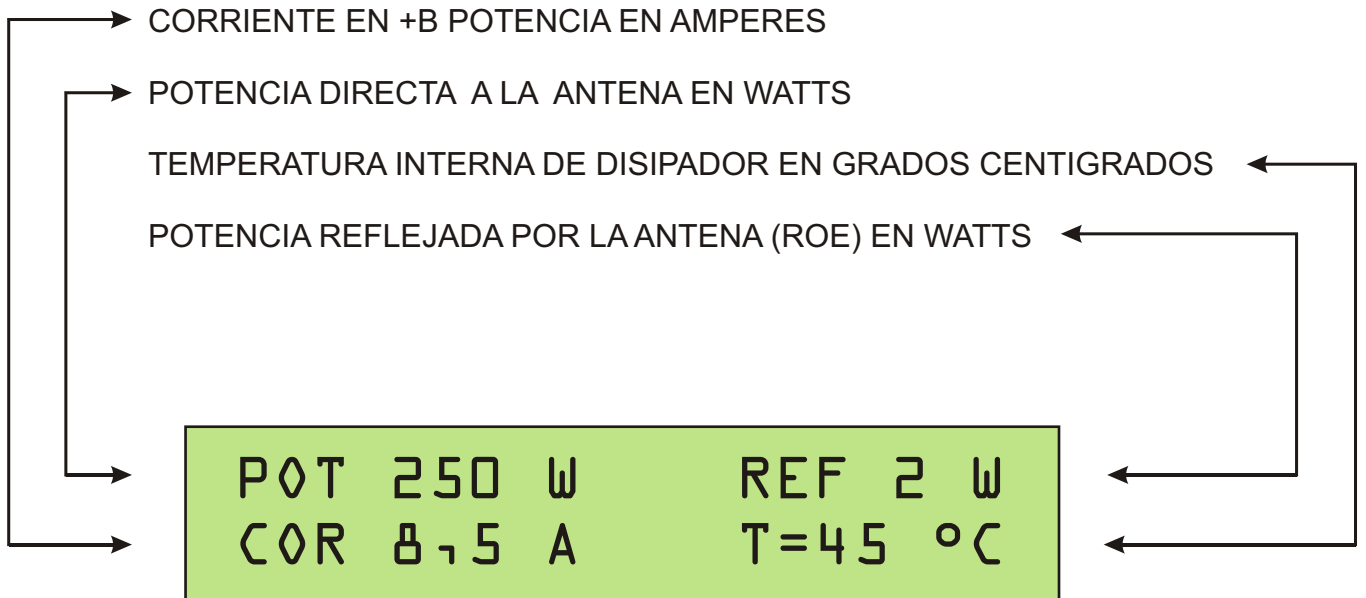 CORRIENTE EN +B POTENCIA EN AMPERES
POTENCIA DIRECTA A LA ANTENA EN WATTS
TEMPERATURA INTERNA DE DISIPADOR EN GRADOS CENTIGRADOS
POTENCIA REFLEJADA POR LA ANTENA (ROE) EN WATTS
POT 250 W REF 2 W
COR 8,5 A T=45 °C